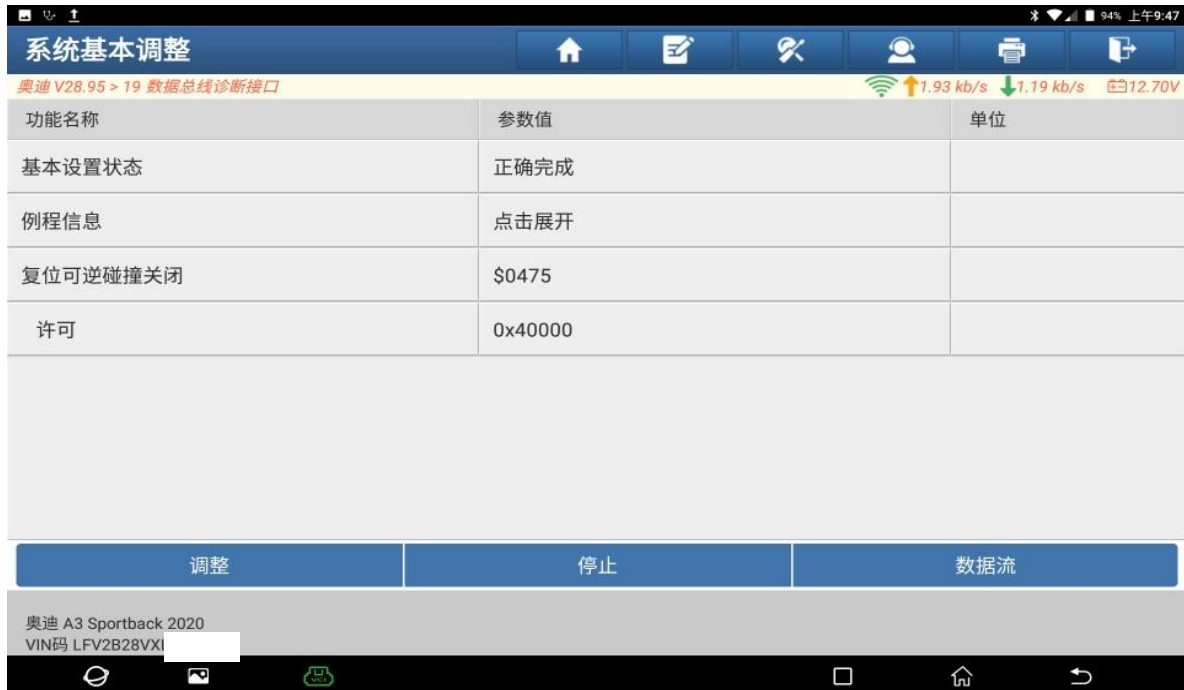 94% 上午9:47
系统基本调整
奥迪 V28.95 > 19 数据总线诊断接口 1.93 kb/s 1.19 kb/s 12.70V
功能名称 参数值 单位
基本设置状态 正确完成
例程信息 点击展开
复位可逆碰撞关闭 $0475
许可 0x40000
调整 停止 数据流
奥迪 A3 Sportback 2020
VIN码 LFV2B28VX
VCI